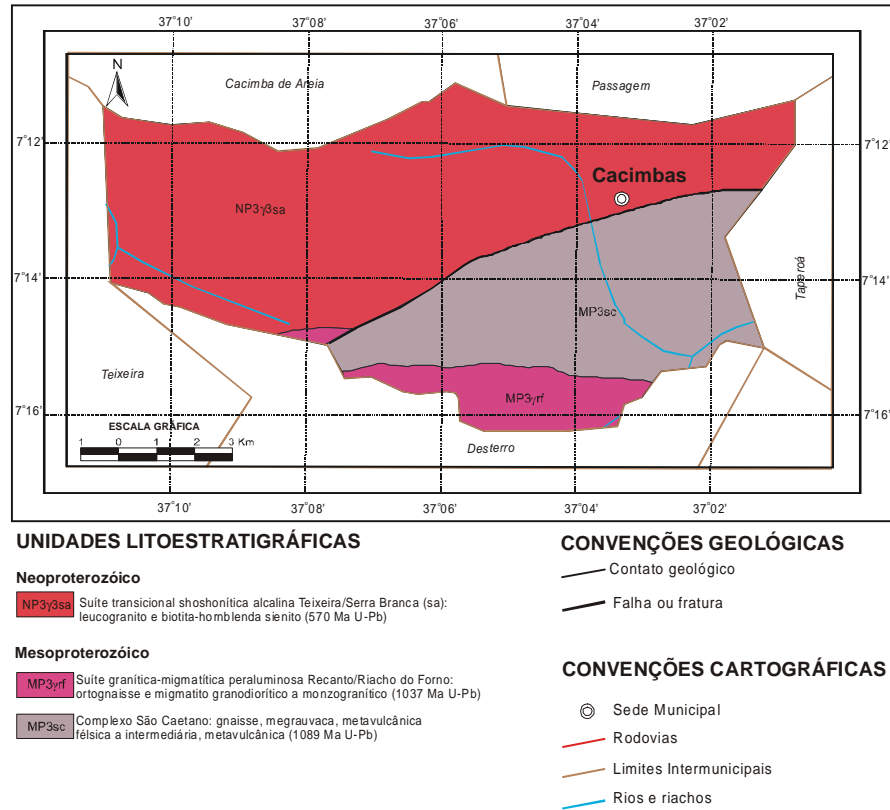 37°10' 37°08' 37°06' 37°04' 37°02'
N
Cacimba de Areia
Passagem
7°12' 7°12'
Cacimbas
NP3γ3sa
7°14' 7°14'
Taperoá
MP3sc
Teixeira
MP3γrf
7°16' 7°16'
ESCALA GRÁFICA
1 0 1 2 3 Km
Desterro
37°10' 37°08' 37°06' 37°04' 37°02'
UNIDADES LITOESTRATIGRÁFICAS
Neoproterozóico
NP3γ3sa
Suíte transicional shoshonítica alcalina Teixeira/Serra Branca (sa):
leucogranito e biotita-hornblenda sienito (570 Ma U-Pb)
Mesoproterozóico
MP3γrf
Suíte granítica-migmatítica peraluminosa Recanto/Riacho do Forno:
ortognaisse e migmatito granodiorítico a monzogranítico (1037 Ma U-Pb)
MP3sc
Complexo São Caetano: gnaisse, megrauvaca, metavulcânica
félsica a intermediária, metavulcânica (1089 Ma U-Pb)
CONVENÇÕES GEOLÓGICAS
Contato geológico
Falha ou fratura
CONVENÇÕES CARTOGRÁFICAS
Sede Municipal
Rodovias
Limites Intermunicipais
Rios e riachos